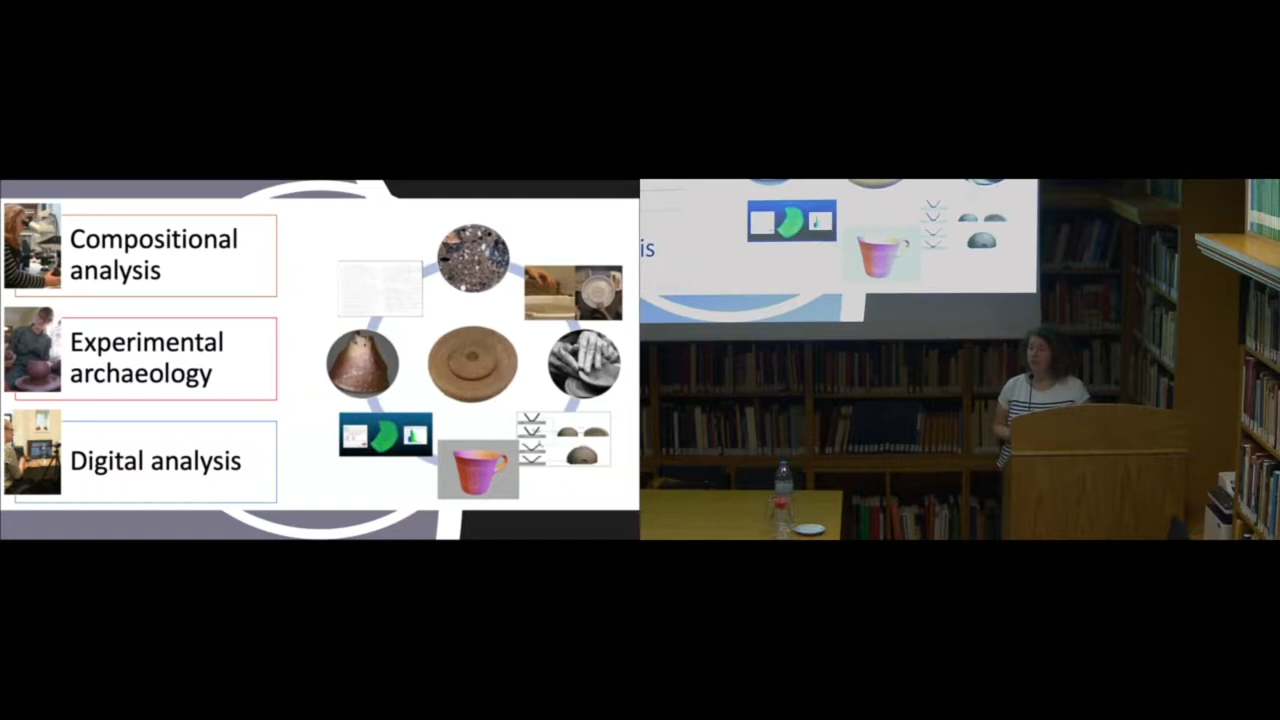 Compositional
analysis
Experimental
archaeology
Digital analysis
is